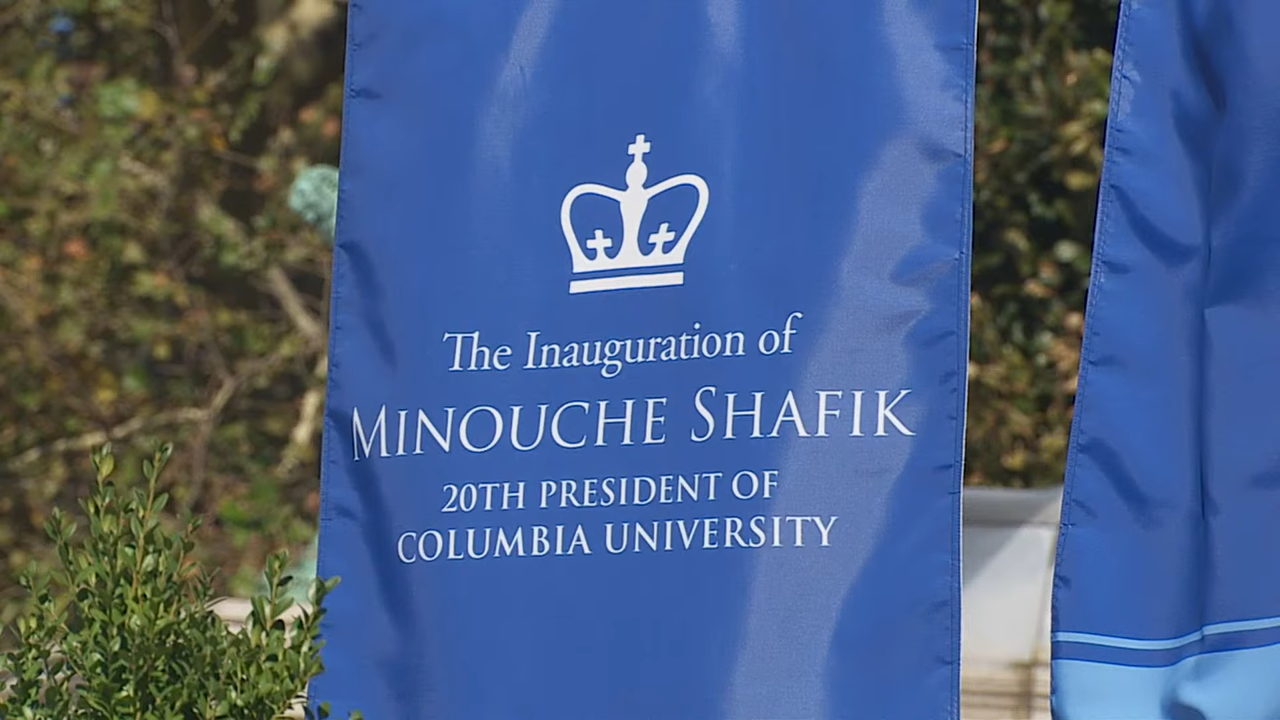 The Inauguration of
MINOUCHE SHAFIK
20TH PRESIDENT OF
COLUMBIA UNIVERSITY